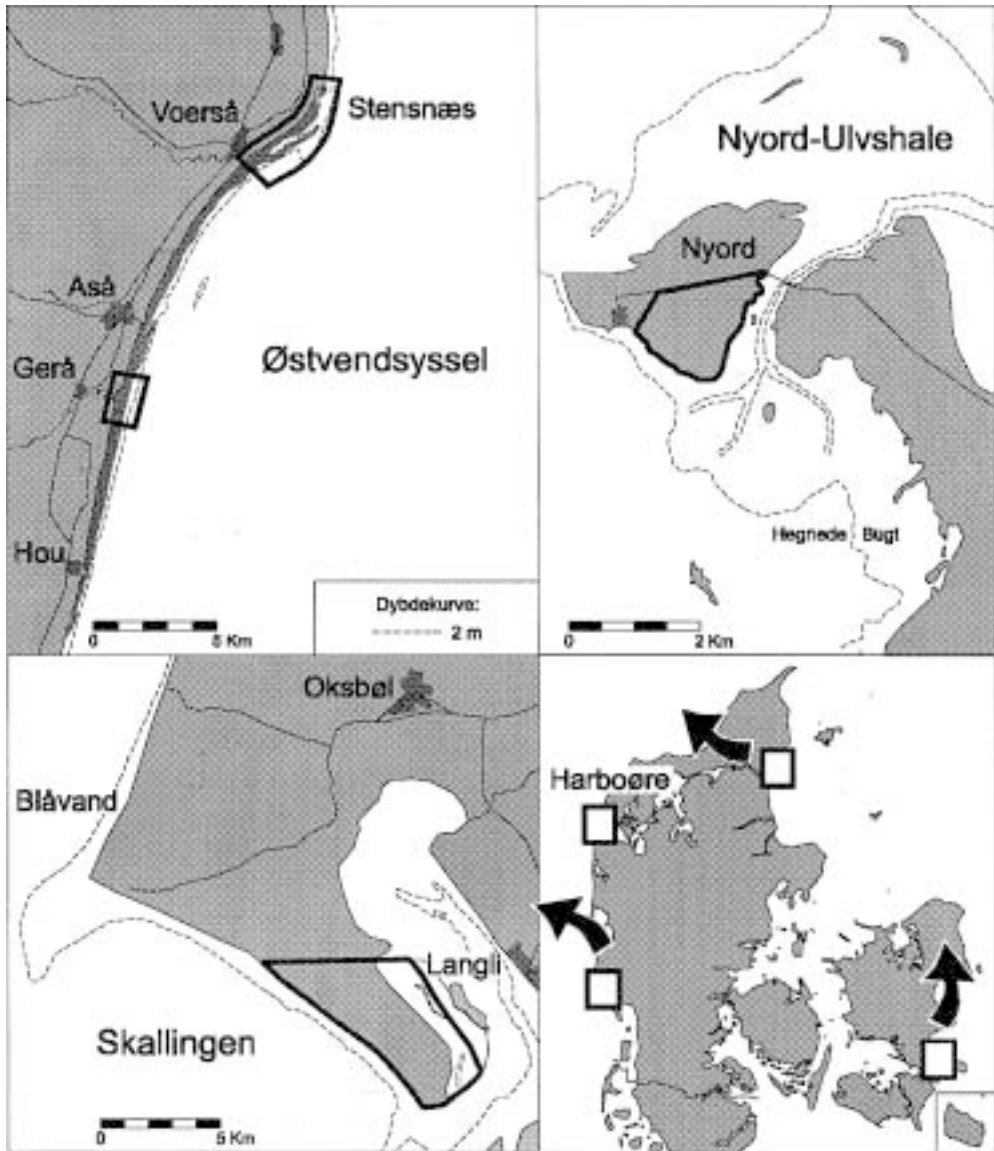 Voerså
Stensnæs
Aså
Gerå
Østvendsyssel
Hou
Dybdekurve:
2 m
0 5 Km
Nyord-Ulvshale
Nyord
Hegnede Bugt
0 2 Km
Oksbøl
Blåvand
Langli
Skallingen
0 5 Km
Harboøre